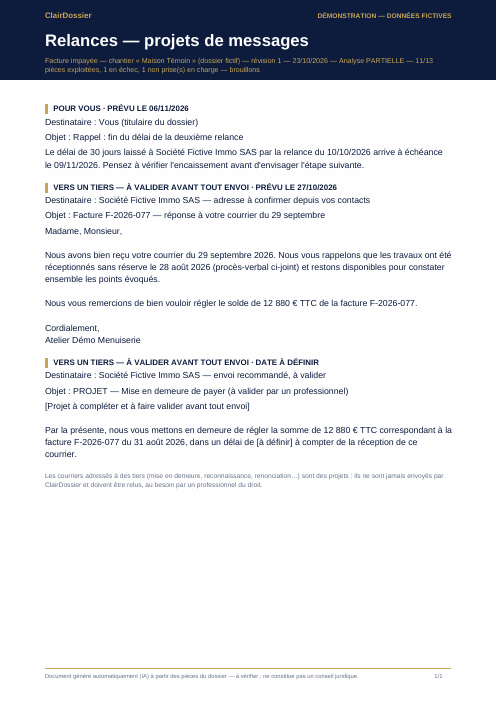 ClairDossier
DÉMONSTRATION — DONNÉES FICTIVES
Relances — projets de messages
Facture impayée — chantier « Maison Témoin » (dossier fictif) — révision 1 — 23/10/2026 — Analyse PARTIELLE — 11/13
pièces exploitées, 1 en échec, 1 non prise(s) en charge — brouillons
POUR VOUS · PRÉVU LE 06/11/2026
Destinataire : Vous (titulaire du dossier)
Objet : Rappel : fin du délai de la deuxième relance
Le délai de 30 jours laissé à Société Fictive Immo SAS par la relance du 10/10/2026 arrive à échéance
le 09/11/2026. Pensez à vérifier l'encaissement avant d'envisager l'étape suivante.
VERS UN TIERS — À VALIDER AVANT TOUT ENVOI · PRÉVU LE 27/10/2026
Destinataire : Société Fictive Immo SAS — adresse à confirmer depuis vos contacts
Objet : Facture F-2026-077 — réponse à votre courrier du 29 septembre
Madame, Monsieur,
Nous avons bien reçu votre courrier du 29 septembre 2026. Nous vous rappelons que les travaux ont été
réceptionnés sans réserve le 28 août 2026 (procès-verbal ci-joint) et restons disponibles pour constater
ensemble les points évoqués.
Nous vous remercions de bien vouloir régler le solde de 12 880 € TTC de la facture F-2026-077.
Cordialement,
Atelier Démo Menuiserie
VERS UN TIERS — À VALIDER AVANT TOUT ENVOI · DATE À DÉFINIR
Destinataire : Société Fictive Immo SAS — envoi recommandé, à valider
Objet : PROJET — Mise en demeure de payer (à valider par un professionnel)
[Projet à compléter et à faire valider avant tout envoi]
Par la présente, nous vous mettons en demeure de régler la somme de 12 880 € TTC correspondant à la
facture F-2026-077 du 31 août 2026, dans un délai de [à définir] à compter de la réception de ce
courrier.
Les courriers adressés à des tiers (mise en demeure, reconnaissance, renonciation…) sont des projets : ils ne sont jamais envoyés par
ClairDossier et doivent être relus, au besoin par un professionnel du droit.
Document généré automatiquement (IA) à partir des pièces du dossier — à vérifier ; ne constitue pas un conseil juridique.
1/1